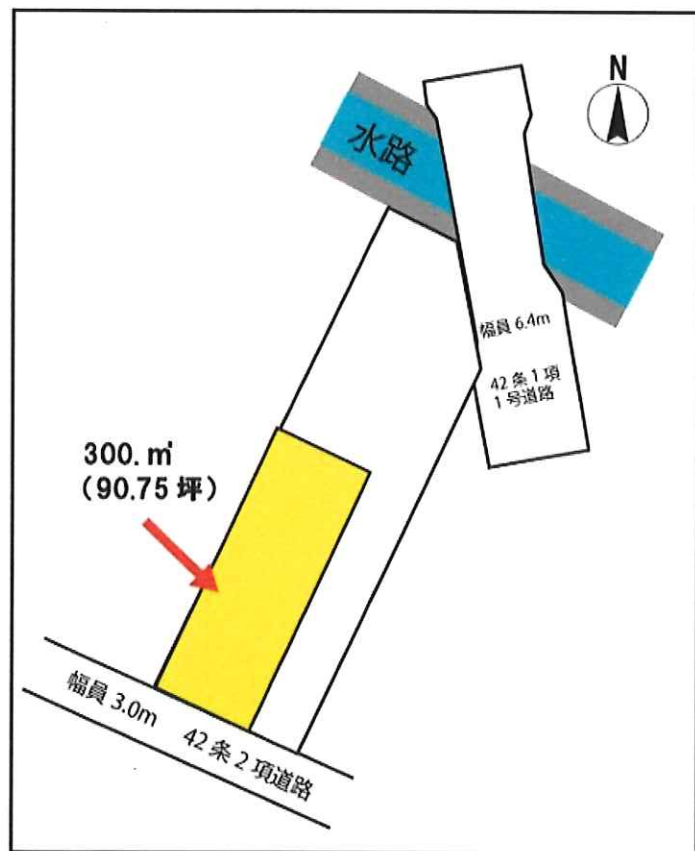 N
水路
幅員 6.4m
42 条 1 項
1 号道路
300. ㎡
（90.75 坪）
幅員 3.0m 42 条 2 項道路